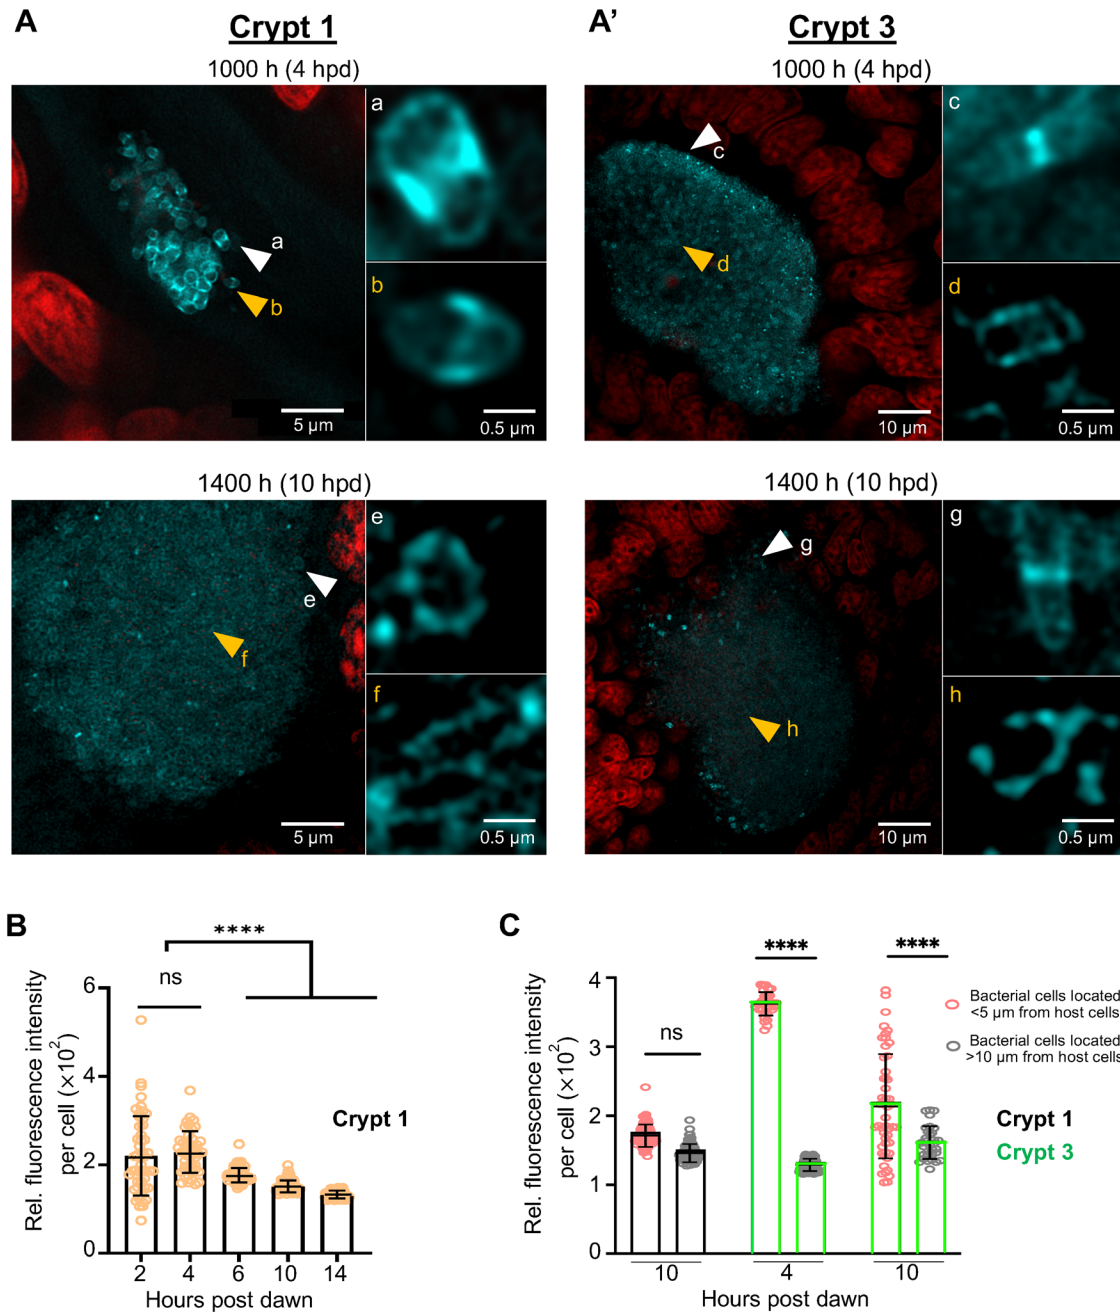 A
Crypt 1
1000 h (4 hpd)
a
b
a
b
5 µm
0.5 µm
A'
Crypt 3
1000 h (4 hpd)
c
d
c
d
10 µm
0.5 µm
1400 h (10 hpd)
e
f
e
f
5 µm
0.5 µm
1400 h (10 hpd)
g
h
g
h
10 µm
0.5 µm
B
****
ns
Rel. fluorescence intensity
per cell (×10²)
6
4
2
0
Crypt 1
2 4 6 10 14
Hours post dawn
C
**** ****
ns
Rel. fluorescence intensity
per cell (×10²)
4
3
2
1
0
Bacterial cells located
<5 µm from host cells
Bacterial cells located
>10 µm from host cells
Crypt 1
Crypt 3
10 4 10
Hours post dawn